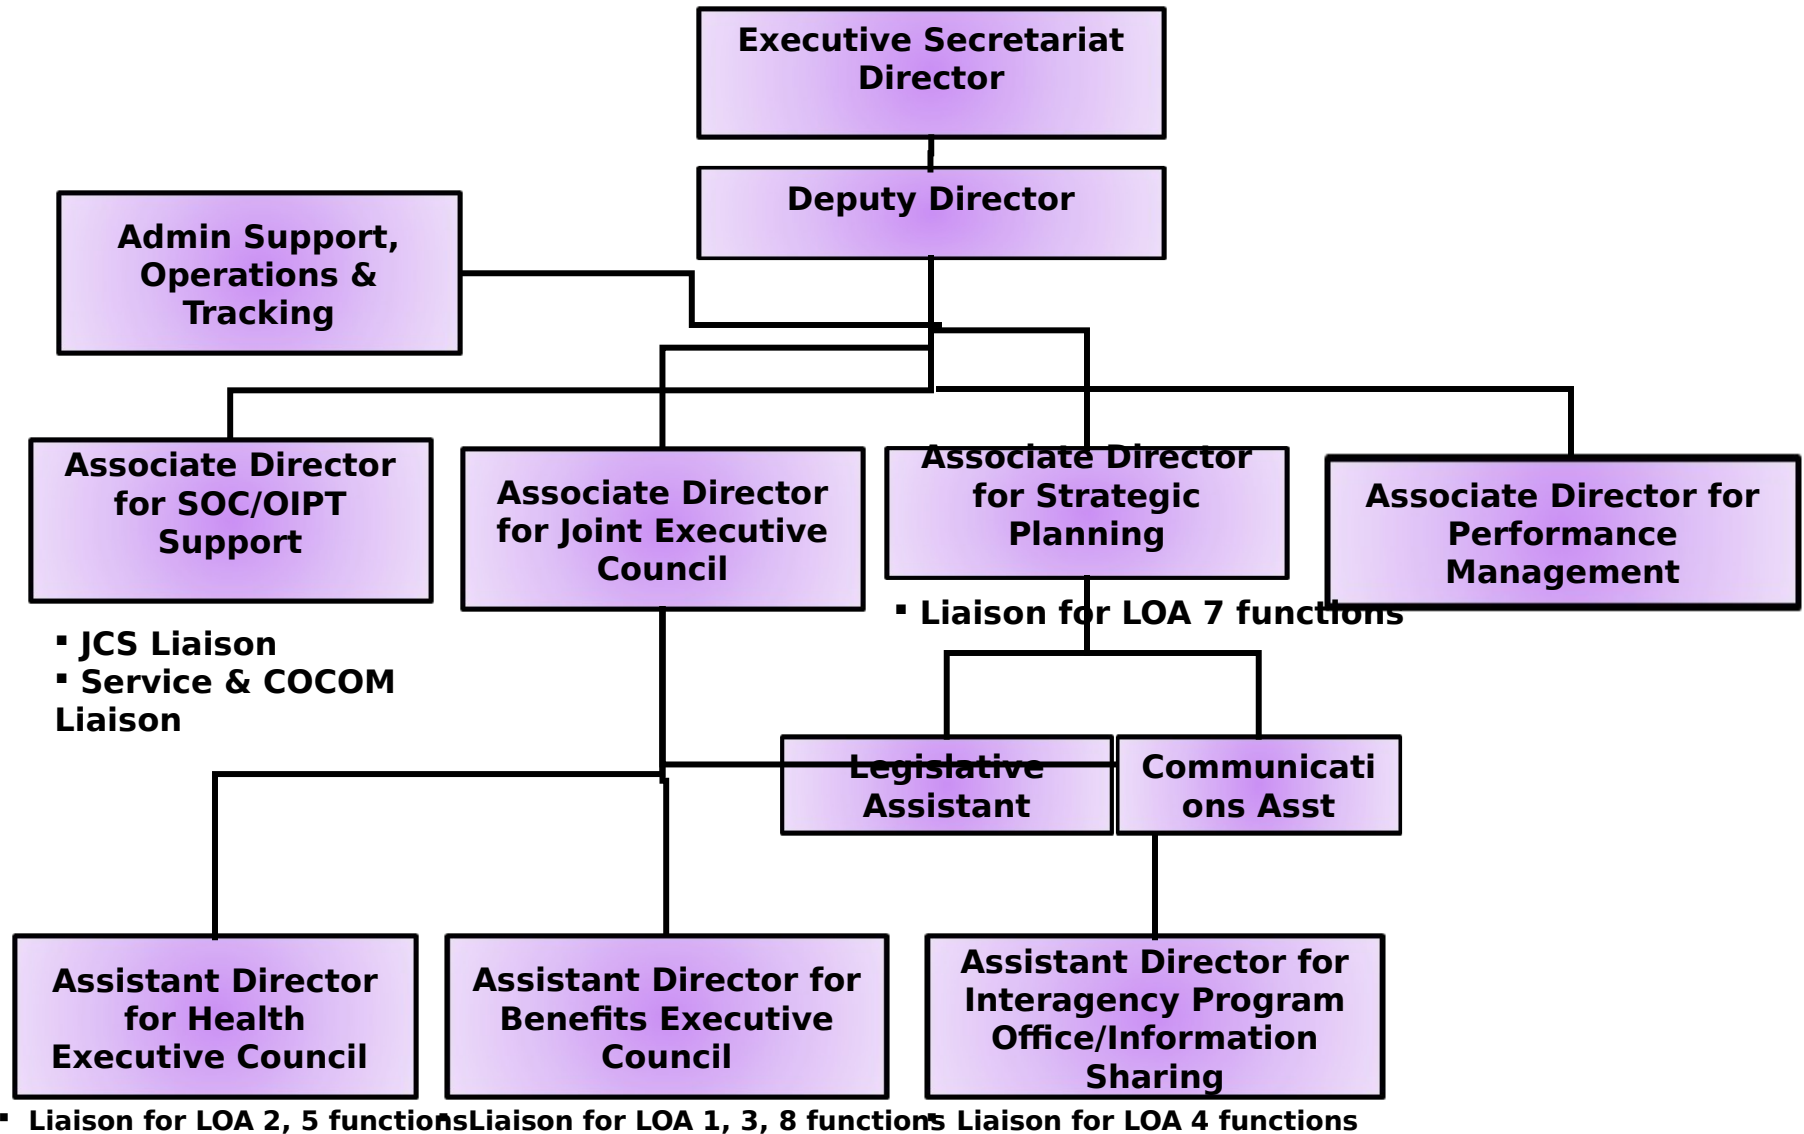 Executive Secretariat
Director
Deputy Director
Admin Support,
Operations &
Tracking
Associate Director
for SOC/OIPT
Support
Associate Director
for Joint Executive
Council
Associate Director
for Strategic
Planning
Associate Director for
Performance
Management
▪ Liaison for LOA 7 functions
▪ JCS Liaison
▪ Service & COCOM
Liaison
Legislative
Assistant
Communicati
ons Asst
Assistant Director
for Health
Executive Council
Assistant Director for
Benefits Executive
Council
Assistant Director for
Interagency Program
Office/Information
Sharing
▪ Liaison for LOA 2, 5 functions
▪ Liaison for LOA 1, 3, 8 functions
▪ Liaison for LOA 4 functions